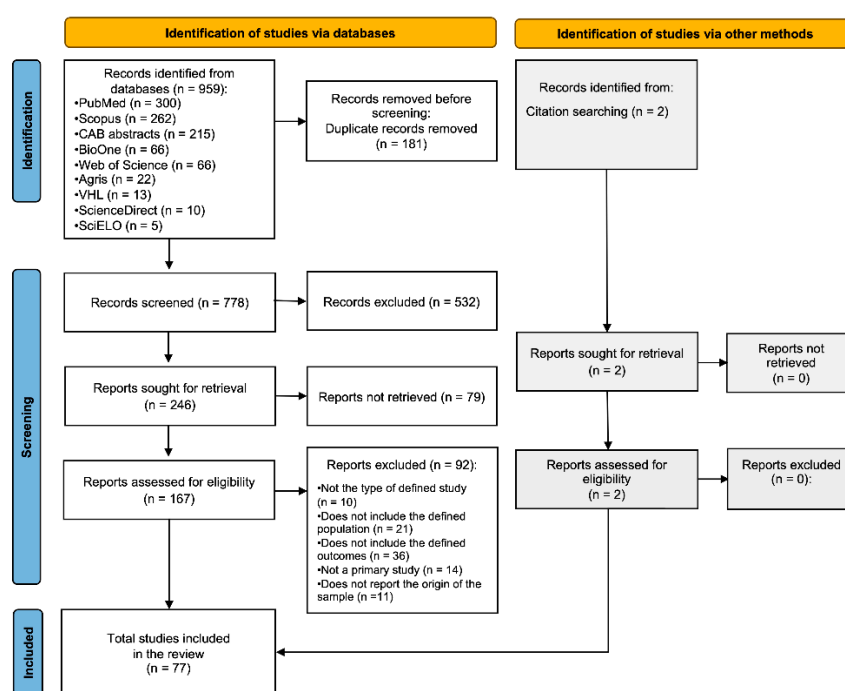 Identification of studies via databases
Identification of studies via other methods
Identification
Records identified from
databases (n = 959):
•PubMed (n = 300)
•Scopus (n = 262)
•CAB abstracts (n = 215)
•BioOne (n = 66)
•Web of Science (n = 66)
•Agris (n = 22)
•VHL (n = 13)
•ScienceDirect (n = 10)
•SciELO (n = 5)
Records removed before
screening:
Duplicate records removed
(n = 181)
Records identified from:
Citation searching (n = 2)
Screening
Records screened (n = 778)
Records excluded (n = 532)
Reports sought for retrieval
(n = 246)
Reports not retrieved (n = 79)
Reports sought for retrieval
(n = 2)
Reports not
retrieved
(n = 0)
Reports assessed for eligibility
(n = 167)
Reports excluded (n = 92):
•Not the type of defined study
(n = 10)
•Does not include the defined
population (n = 21)
•Does not include the defined
outcomes (n = 36)
•Not a primary study (n = 14)
•Does not report the origin of the
sample (n =11)
Reports assessed for
eligibility
(n = 2)
Reports excluded
(n = 0):
Included
Total studies included
in the review
(n = 77)